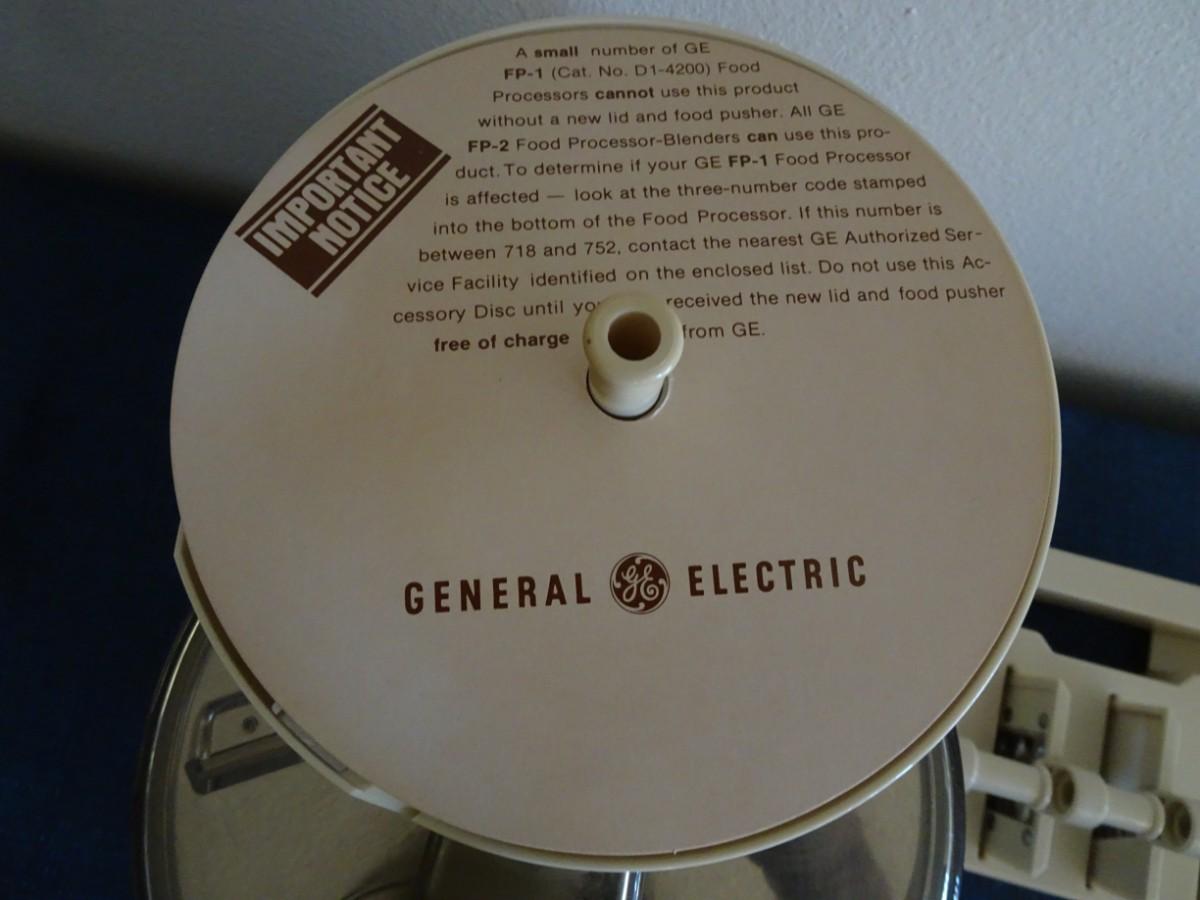 A small number of GE
FP-1 (Cat. No. D1-4200) Food
Processors cannot use this product
without a new lid and food pusher. All GE
FP-2 Food Processor-Blenders can use this pro-
duct. To determine if your GE FP-1 Food Processor
is affected — look at the three-number code stamped
into the bottom of the Food Processor. If this number is
between 718 and 752, contact the nearest GE Authorized Ser-
vice Facility identified on the enclosed list. Do not use this Ac-
cessory Disc until received the new lid and food pusher
free of charge from GE.
IMPORTANT
NOTICE
GENERAL GE ELECTRIC